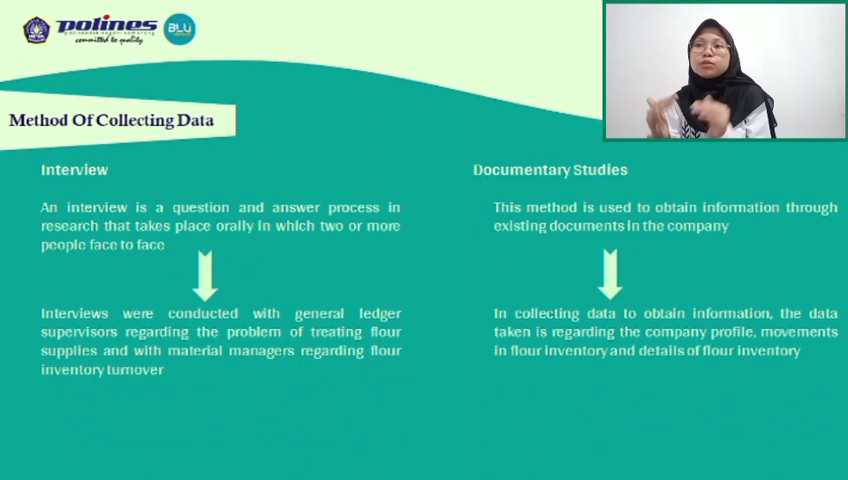 polines
politeknik negeri semarang
committed to quality
BLU
Method Of Collecting Data
Interview
An interview is a question and answer process in
research that takes place orally in which two or more
people face to face
Interviews were conducted with general ledger
supervisors regarding the problem of treating flour
supplies and with material managers regarding flour
inventory turnover
Documentary Studies
This method is used to obtain information through
existing documents in the company
In collecting data to obtain information, the data
taken is regarding the company profile, movements
in flour inventory and details of flour inventory